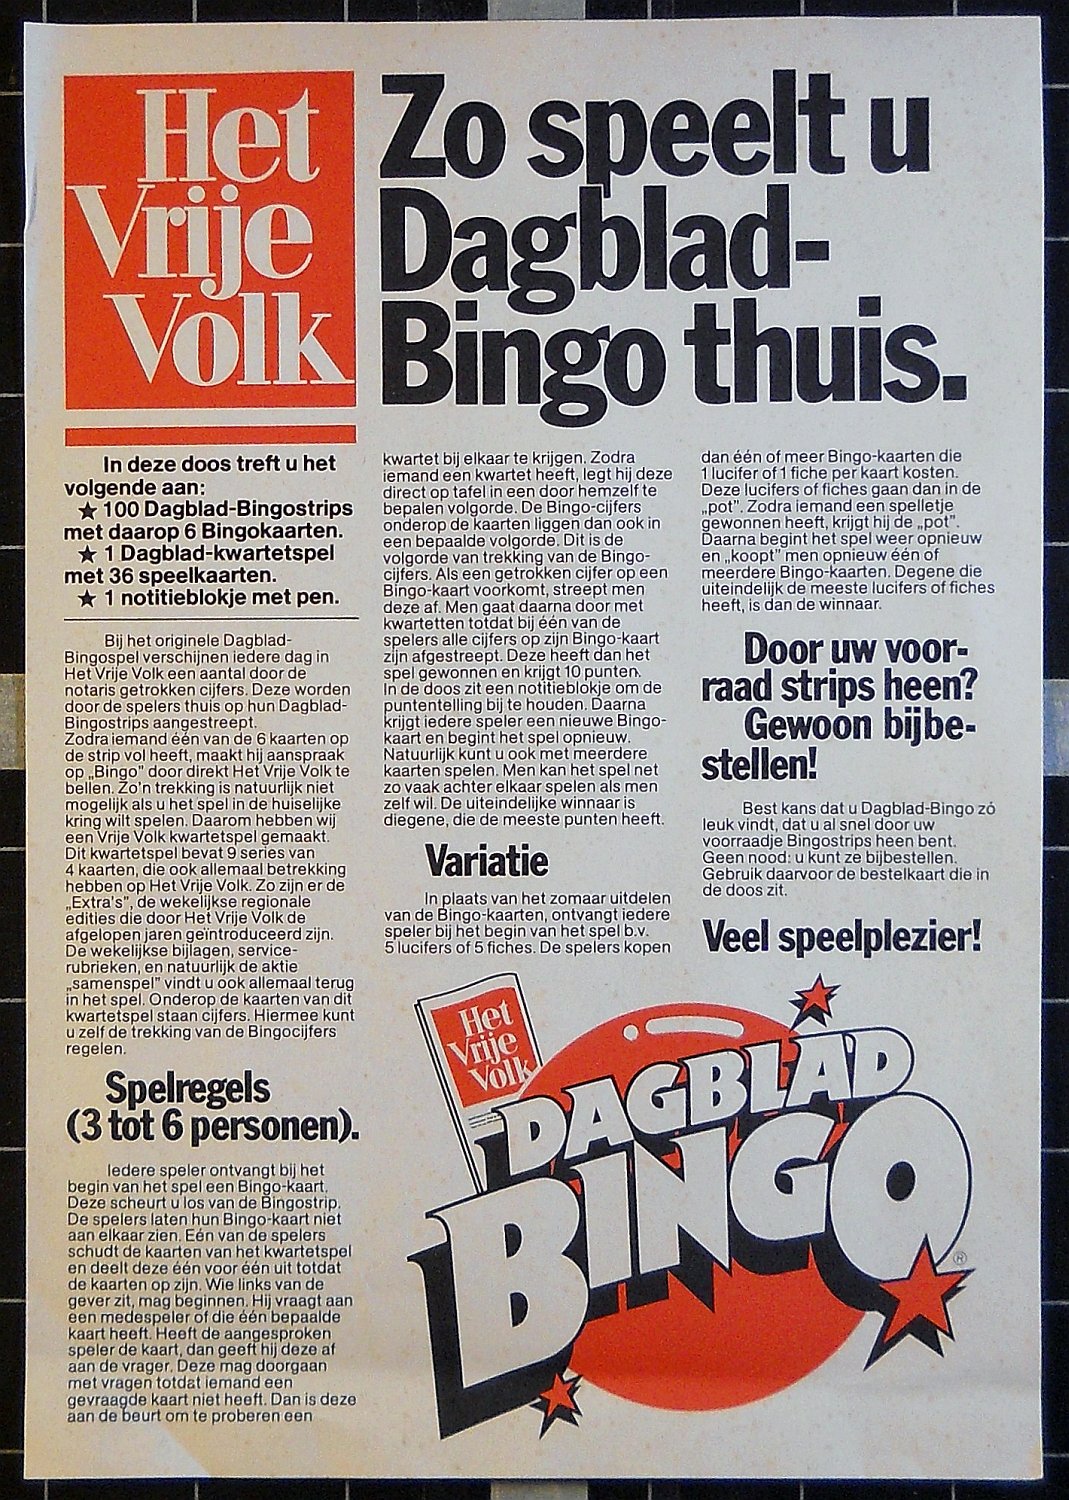 Het
Vrije
Volk
Zo speelt u
Dagblad-
Bingo thuis.
In deze doos treft u het
volgende aan:
★ 100 Dagblad-Bingostrips
met daarop 6 Bingokaarten.
★ 1 Dagblad-kwartetspel
met 36 speelkaarten.
★ 1 notitieblokje met pen.
Bij het originele Dagblad-
Bingospel verschijnen iedere dag in
Het Vrije Volk een aantal door de
notaris getrokken cijfers. Deze worden
door de spelers thuis op hun Dagblad-
Bingostrips aangestreept.
Zodra iemand één van de 6 kaarten op
de strip vol heeft, maakt hij aanspraak
op „Bingo” door direkt Het Vrije Volk te
bellen. Zo'n trekking is natuurlijk niet
mogelijk als u het spel in de huiselijke
kring wilt spelen. Daarom hebben wij
een Vrije Volk kwartetspel gemaakt.
Dit kwartetspel bevat 9 series van
4 kaarten, die ook allemaal betrekking
hebben op Het Vrije Volk. Zo zijn er de
„Extra's”, de wekelijkse regionale
edities die door Het Vrije Volk de
afgelopen jaren geïntroduceerd zijn.
De wekelijkse bijlagen, service-
rubrieken, en natuurlijk de aktie
„samenspel” vindt u ook allemaal terug
in het spel. Onderop de kaarten van dit
kwartetspel staan cijfers. Hiermee kunt
u zelf de trekking van de Bingocijfers
regelen.
Spelregels
(3 tot 6 personen).
Iedere speler ontvangt bij het
begin van het spel een Bingo-kaart.
Deze scheurt u los van de Bingostrip.
De spelers laten hun Bingo-kaart niet
aan elkaar zien. Eén van de spelers
schudt de kaarten van het kwartetspel
en deelt deze één voor één uit totdat
de kaarten op zijn. Wie links van de
gever zit, mag beginnen. Hij vraagt aan
een medespeler of die één bepaalde
kaart heeft. Heeft de aangesproken
speler de kaart, dan geeft hij deze af
aan de vrager. Deze mag doorgaan
met vragen totdat iemand een
gevraagde kaart niet heeft. Dan is deze
aan de beurt om te proberen een
kwartet bij elkaar te krijgen. Zodra
iemand een kwartet heeft, legt hij deze
direct op tafel in een door hemzelf te
bepalen volgorde. De Bingo-cijfers
onderop de kaarten liggen dan ook in
een bepaalde volgorde. Dit is de
volgorde van trekking van de Bingo-
cijfers. Als een getrokken cijfer op een
Bingo-kaart voorkomt, streept men
deze af. Men gaat daarna door met
kwartetten totdat bij één van de
spelers alle cijfers op zijn Bingo-kaart
zijn afgestreept. Deze heeft dan het
spel gewonnen en krijgt 10 punten.
In de doos zit een notitieblokje om de
puntentelling bij te houden. Daarna
krijgt iedere speler een nieuwe Bingo-
kaart en begint het spel opnieuw.
Natuurlijk kunt u ook met meerdere
kaarten spelen. Men kan het spel net
zo vaak achter elkaar spelen als men
zelf wil. De uiteindelijke winnaar is
diegene, die de meeste punten heeft.
Variatie
In plaats van het zomaar uitdelen
van de Bingo-kaarten, ontvangt iedere
speler bij het begin van het spel b.v.
5 lucifers of 5 fiches. De spelers kopen
dan één of meer Bingo-kaarten die
1 lucifer of 1 fiche per kaart kosten.
Deze lucifers of fiches gaan dan in de
„pot”. Zodra iemand een spelletje
gewonnen heeft, krijgt hij de „pot”.
Daarna begint het spel weer opnieuw
en „koopt” men opnieuw één of
meerdere Bingo-kaarten. Degene die
uiteindelijk de meeste lucifers of fiches
heeft, is dan de winnaar.
Door uw voor-
raad strips heen?
Gewoon bijbe-
stellen!
Best kans dat u Dagblad-Bingo zó
leuk vindt, dat u al snel door uw
voorraadje Bingostrips heen bent.
Geen nood: u kunt ze bijbestellen.
Gebruik daarvoor de bestelkaart die in
de doos zit.
Veel speelplezier!
Het
Vrije
Volk
DAGBLAD
BINGO
®